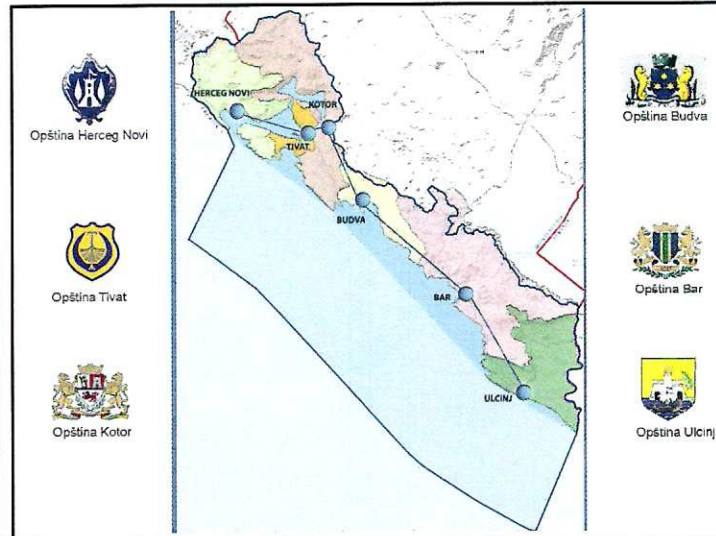 Opština Herceg Novi
Opština Tivat
Opština Kotor
HERCEG NOVI
KOTOR
TIVAT
BUDVA
BAR
ULCINJ
Opština Budva
Opština Bar
Opština Ulcinj